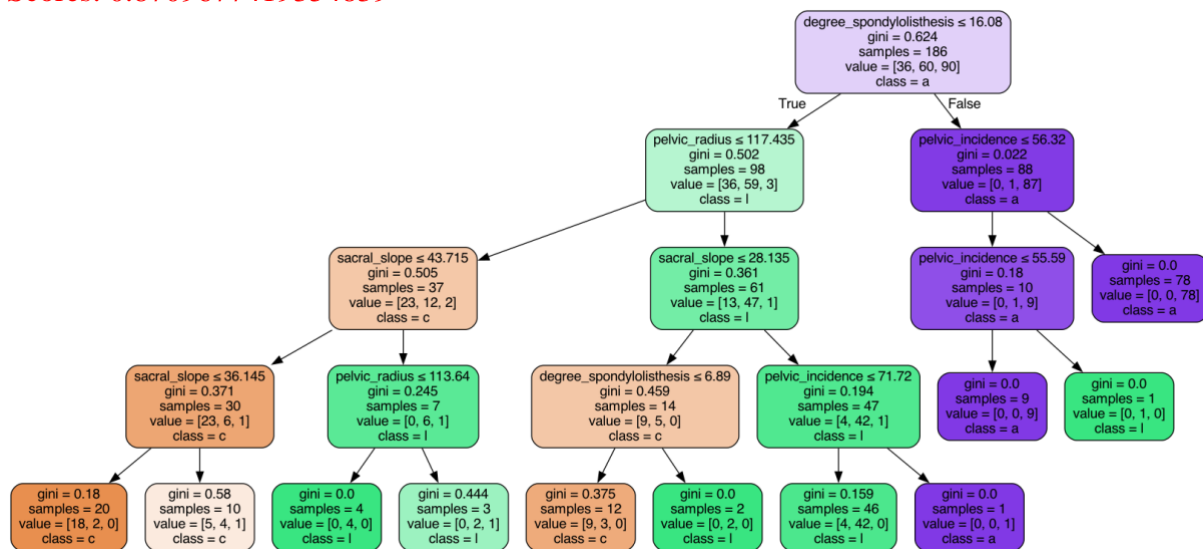 degree_spondylolisthesis ≤ 16.08
gini = 0.624
samples = 186
value = [36, 60, 90]
class = a
True
False
pelvic_radius ≤ 117.435
gini = 0.502
samples = 98
value = [36, 59, 3]
class = l
pelvic_incidence ≤ 56.32
gini = 0.022
samples = 88
value = [0, 1, 87]
class = a
sacral_slope ≤ 43.715
gini = 0.505
samples = 37
value = [23, 12, 2]
class = c
sacral_slope ≤ 28.135
gini = 0.361
samples = 61
value = [13, 47, 1]
class = l
pelvic_incidence ≤ 55.59
gini = 0.18
samples = 10
value = [0, 1, 9]
class = a
gini = 0.0
samples = 78
value = [0, 0, 78]
class = a
sacral_slope ≤ 36.145
gini = 0.371
samples = 30
value = [23, 6, 1]
class = c
pelvic_radius ≤ 113.64
gini = 0.245
samples = 7
value = [0, 6, 1]
class = l
degree_spondylolisthesis ≤ 6.89
gini = 0.459
samples = 14
value = [9, 5, 0]
class = c
pelvic_incidence ≤ 71.72
gini = 0.194
samples = 47
value = [4, 42, 1]
class = l
gini = 0.0
samples = 9
value = [0, 0, 9]
class = a
gini = 0.0
samples = 1
value = [0, 1, 0]
class = l
gini = 0.18
samples = 20
value = [18, 2, 0]
class = c
gini = 0.58
samples = 10
value = [5, 4, 1]
class = c
gini = 0.0
samples = 4
value = [0, 4, 0]
class = l
gini = 0.444
samples = 3
value = [0, 2, 1]
class = l
gini = 0.375
samples = 12
value = [9, 3, 0]
class = c
gini = 0.0
samples = 2
value = [0, 2, 0]
class = l
gini = 0.159
samples = 46
value = [4, 42, 0]
class = l
gini = 0.0
samples = 1
value = [0, 0, 1]
class = a